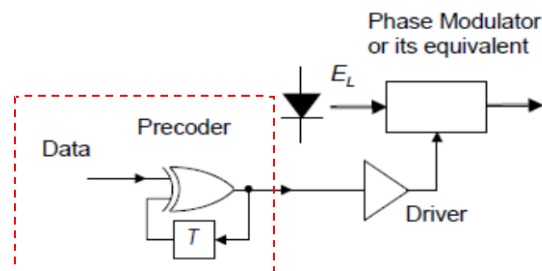 Phase Modulator
or its equivalent
E_L
Precoder
Data
T
Driver